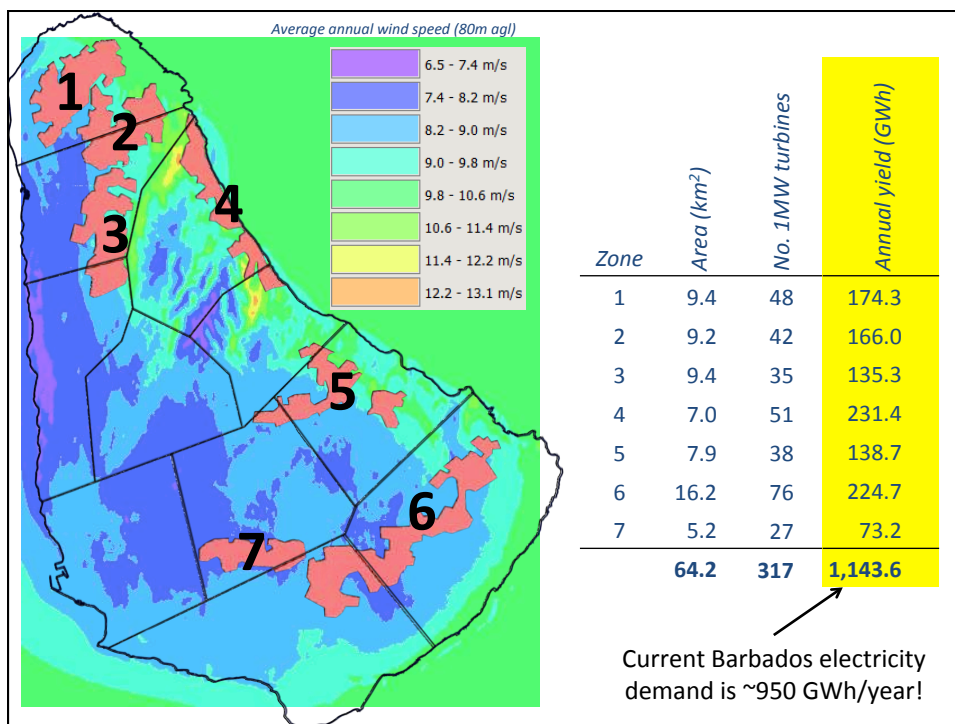 Average annual wind speed (80m agl)
6.5 - 7.4 m/s
7.4 - 8.2 m/s
8.2 - 9.0 m/s
9.0 - 9.8 m/s
9.8 - 10.6 m/s
10.6 - 11.4 m/s
11.4 - 12.2 m/s
12.2 - 13.1 m/s
1
2
3
4
5
6
7
Zone Area (km²) No. 1MW turbines Annual yield (GWh)
1 9.4 48 174.3
2 9.2 42 166.0
3 9.4 35 135.3
4 7.0 51 231.4
5 7.9 38 138.7
6 16.2 76 224.7
7 5.2 27 73.2
64.2 317 1,143.6
Current Barbados electricity
demand is ~950 GWh/year!